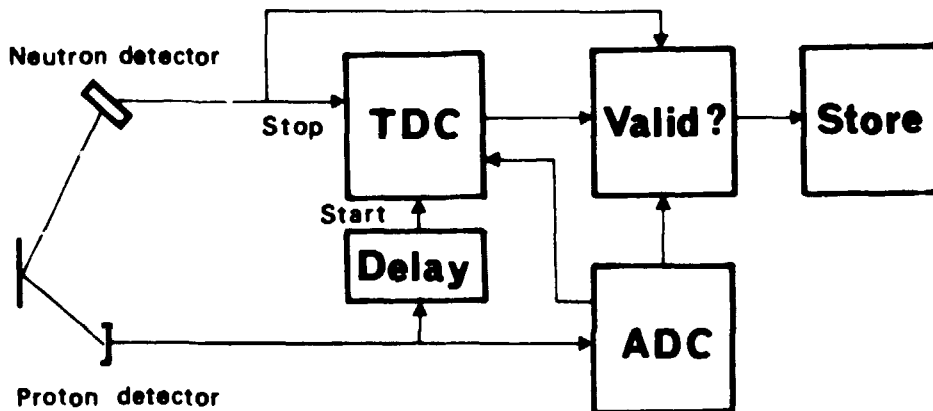 Neutron detector
Stop
TDC
Valid?
Store
Start
Delay
ADC
Proton detector